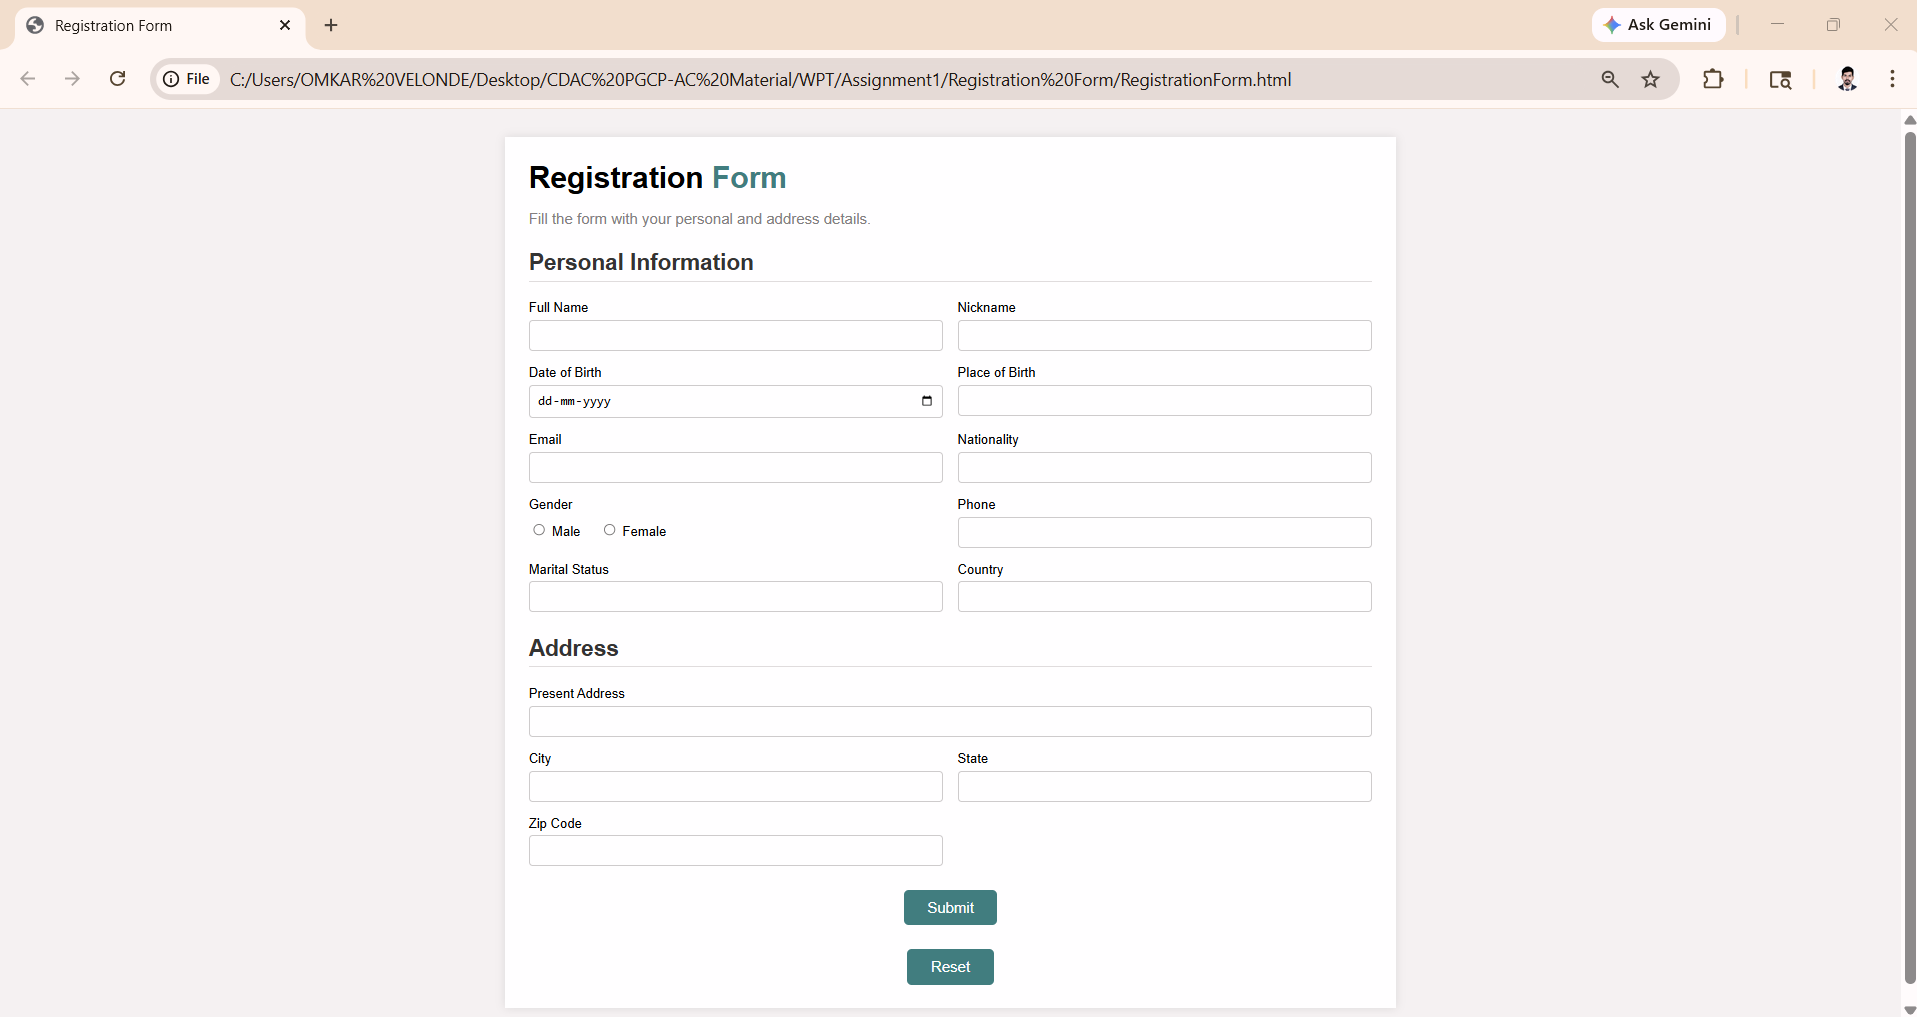 Registration Form
Ask Gemini
File
C:/Users/OMKAR%20VELONDE/Desktop/CDAC%20PGCP-AC%20Material/WPT/Assignment1/Registration%20Form/RegistrationForm.html
Registration Form
Fill the form with your personal and address details.
Personal Information
Full Name Nickname
Date of Birth Place of Birth
dd-mm-yyyy
Email Nationality
Gender Phone
Male Female
Marital Status Country
Address
Present Address
City State
Zip Code
Submit
Reset